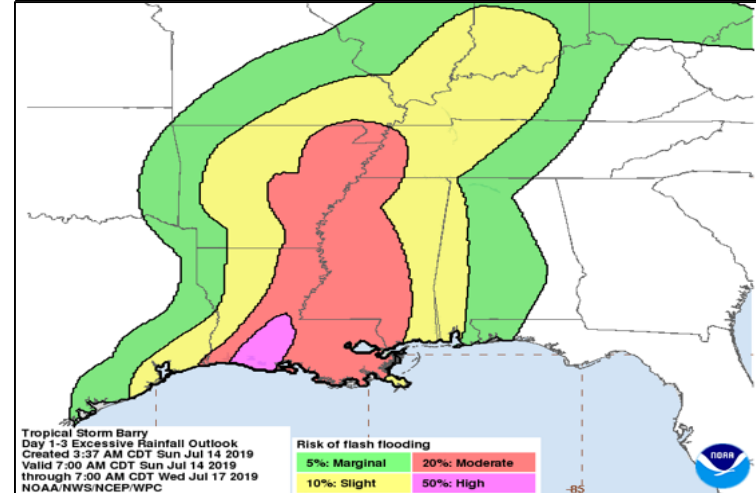 Tropical Storm Barry
Day 1-3 Excessive Rainfall Outlook
Created 3:37 AM CDT Sun Jul 14 2019
Valid 7:00 AM CDT Sun Jul 14 2019
through 7:00 AM CDT Wed Jul 17 2019
NOAA/NWS/NCEP/WPC
Risk of flash flooding
5%: Marginal 20%: Moderate
10%: Slight 50%: High
-85
NOAA